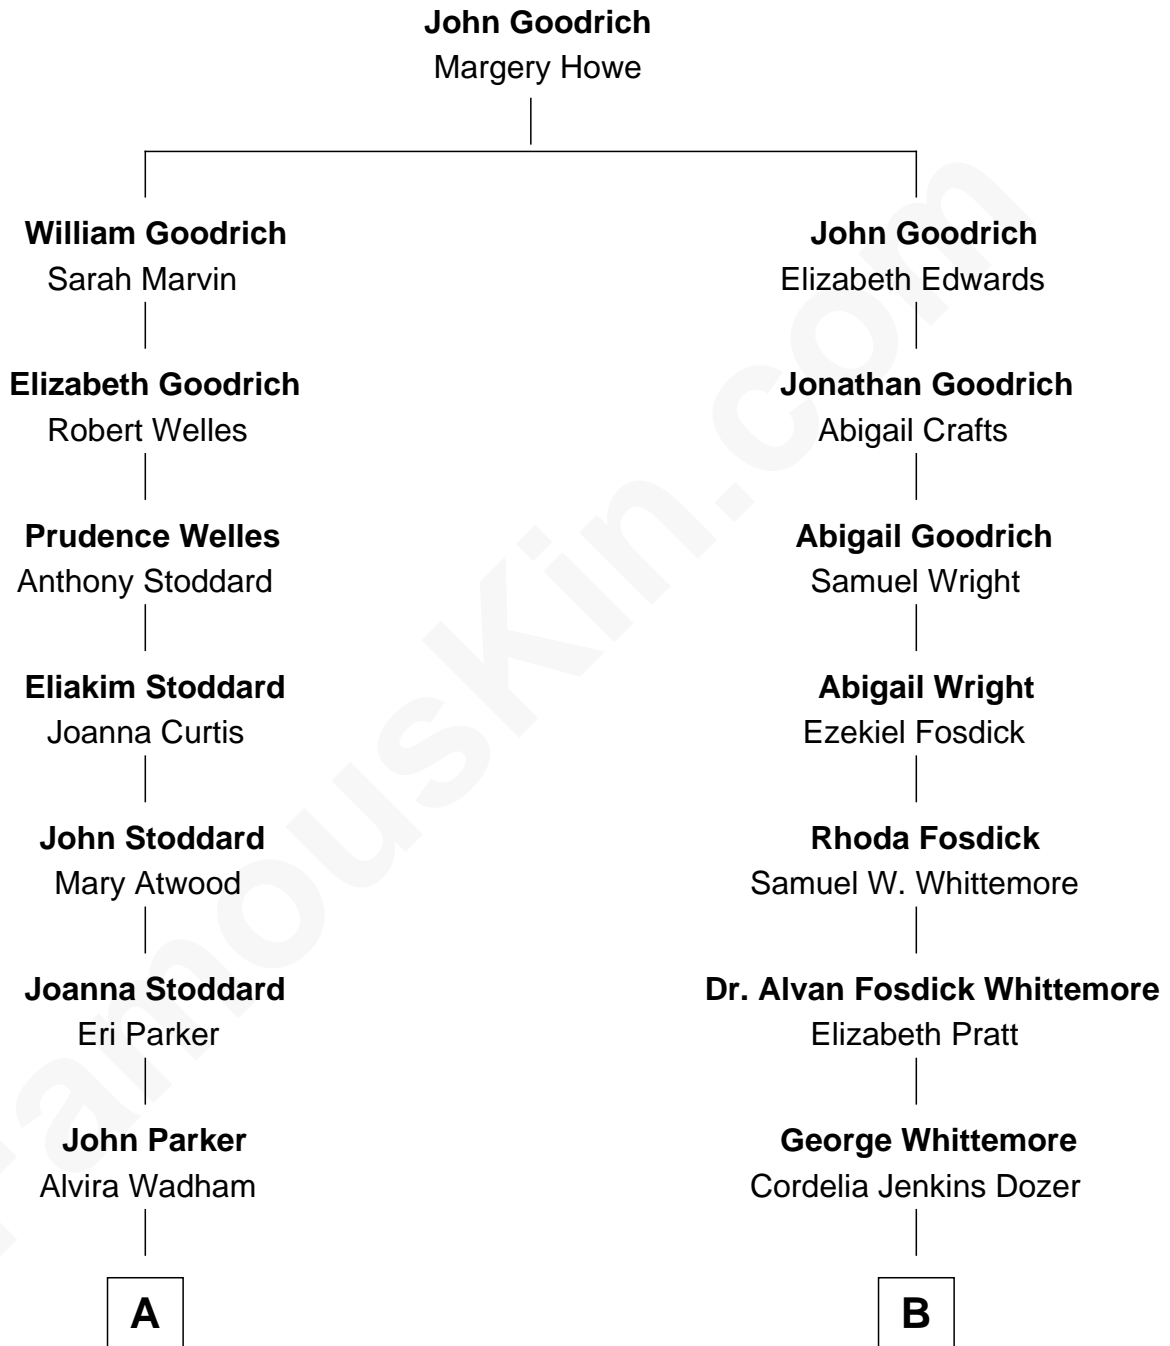 John Goodrich
Margery Howe
William Goodrich
Sarah Marvin
John Goodrich
Elizabeth Edwards
Elizabeth Goodrich
Robert Welles
Jonathan Goodrich
Abigail Crafts
Prudence Welles
Anthony Stoddard
Abigail Goodrich
Samuel Wright
Eliakim Stoddard
Joanna Curtis
Abigail Wright
Ezekiel Fosdick
John Stoddard
Mary Atwood
Rhoda Fosdick
Samuel W. Whittemore
Joanna Stoddard
Eri Parker
Dr. Alvan Fosdick Whittemore
Elizabeth Pratt
John Parker
Alvira Wadham
George Whittemore
Cordelia Jenkins Dozer
A
B
FamousKin.com